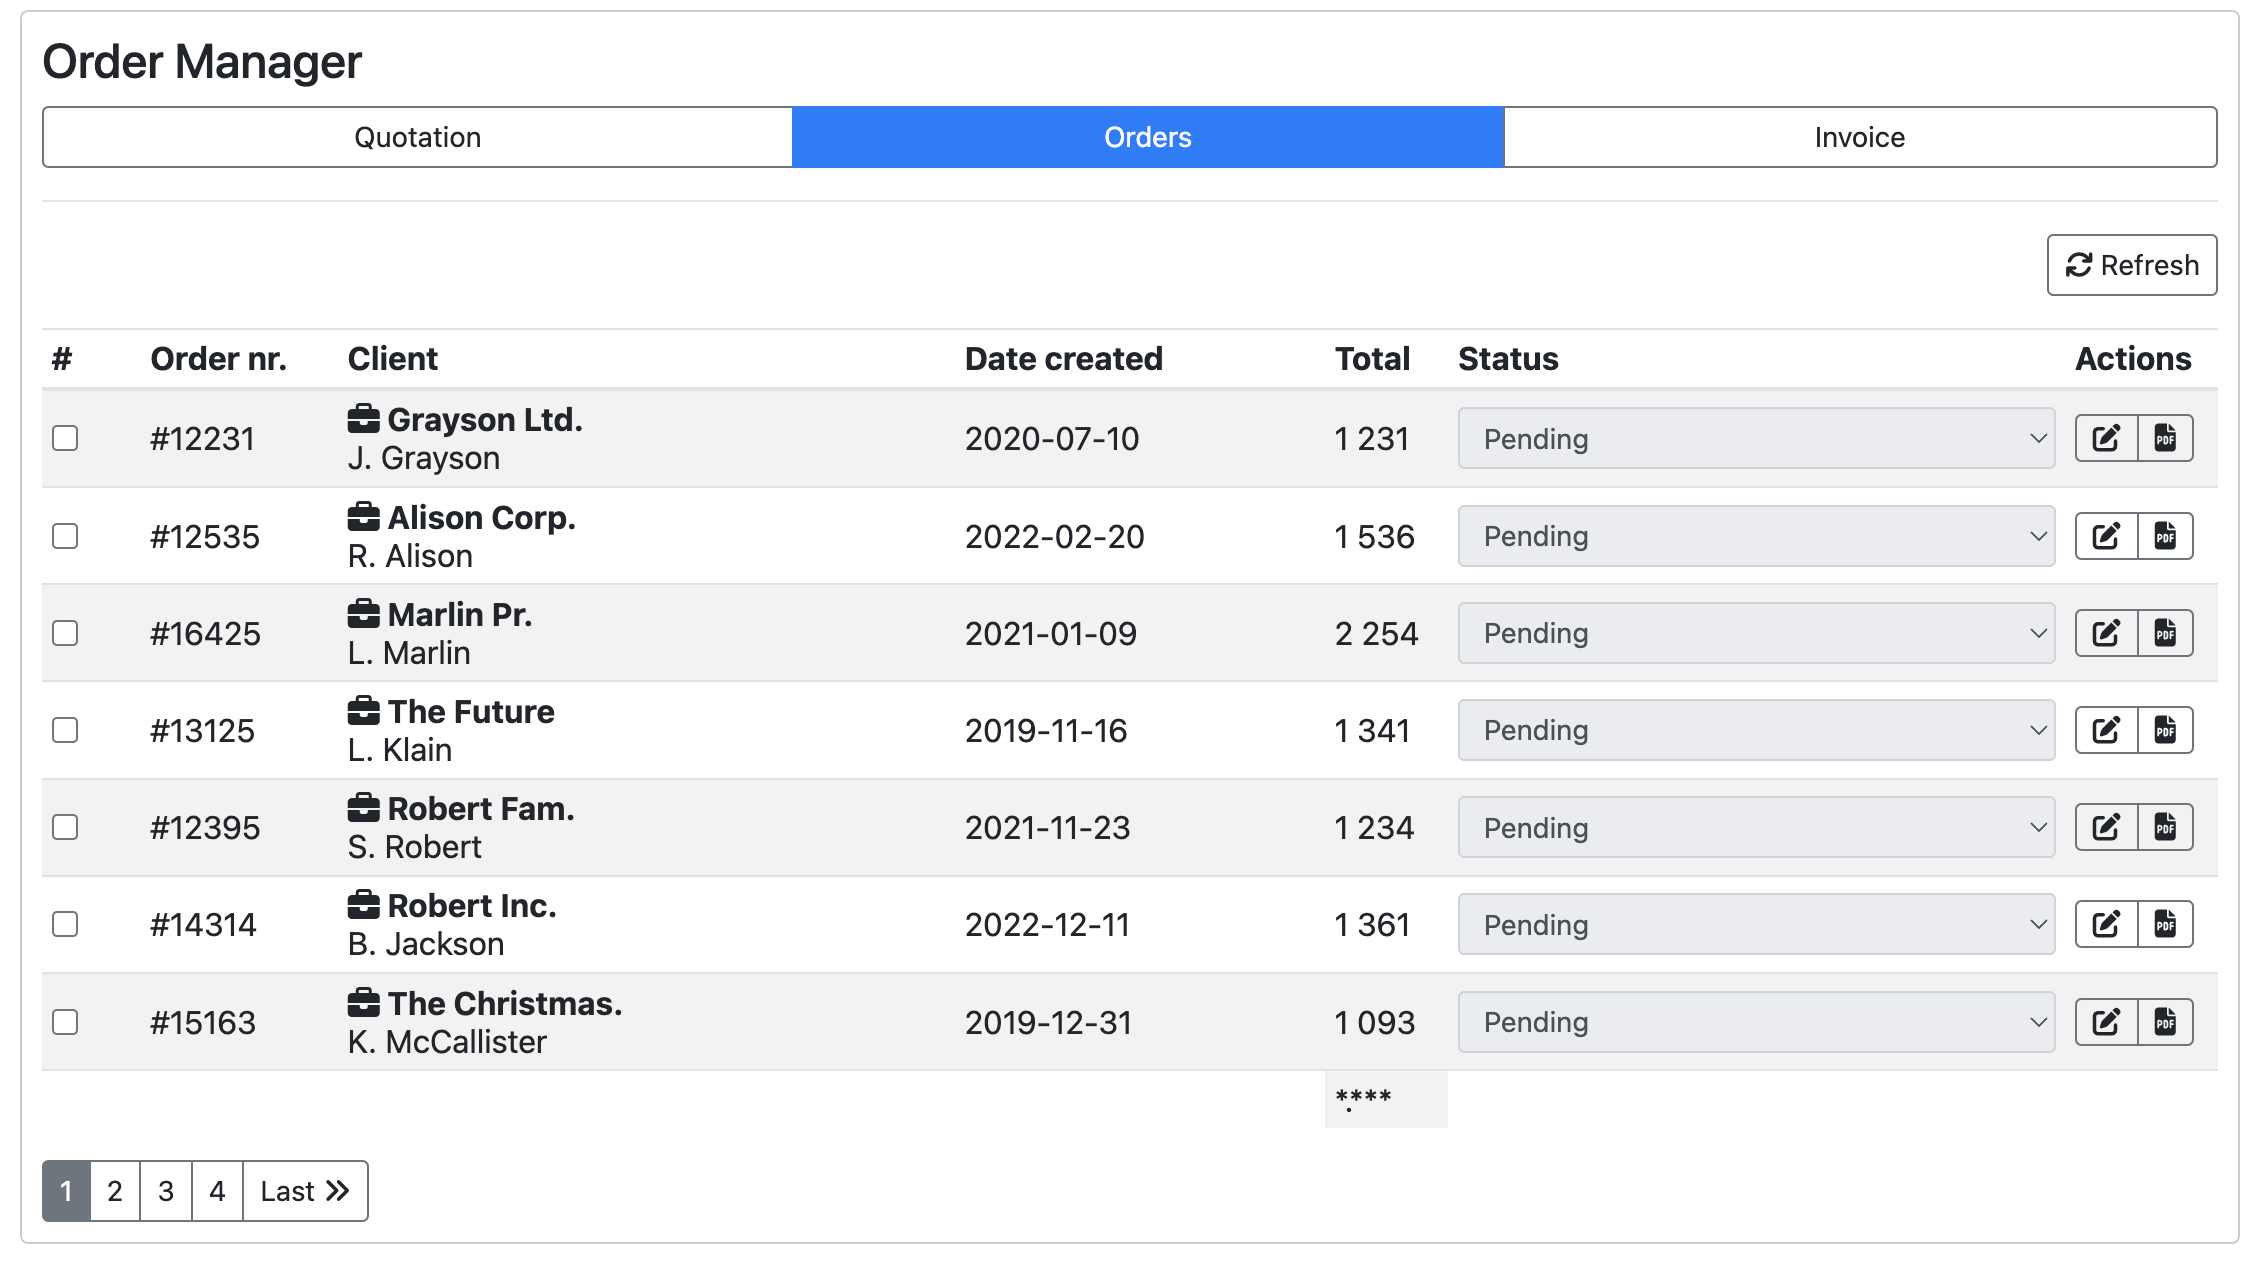 Order Manager
Quotation Orders Invoice
Refresh
# Order nr. Client Date created Total Status Actions
#12231 Grayson Ltd. J. Grayson 2020-07-10 1 231 Pending PDF
#12535 Alison Corp. R. Alison 2022-02-20 1 536 Pending PDF
#16425 Marlin Pr. L. Marlin 2021-01-09 2 254 Pending PDF
#13125 The Future L. Klain 2019-11-16 1 341 Pending PDF
#12395 Robert Fam. S. Robert 2021-11-23 1 234 Pending PDF
#14314 Robert Inc. B. Jackson 2022-12-11 1 361 Pending PDF
#15163 The Christmas. K. McCallister 2019-12-31 1 093 Pending PDF
*.***
1 2 3 4 Last